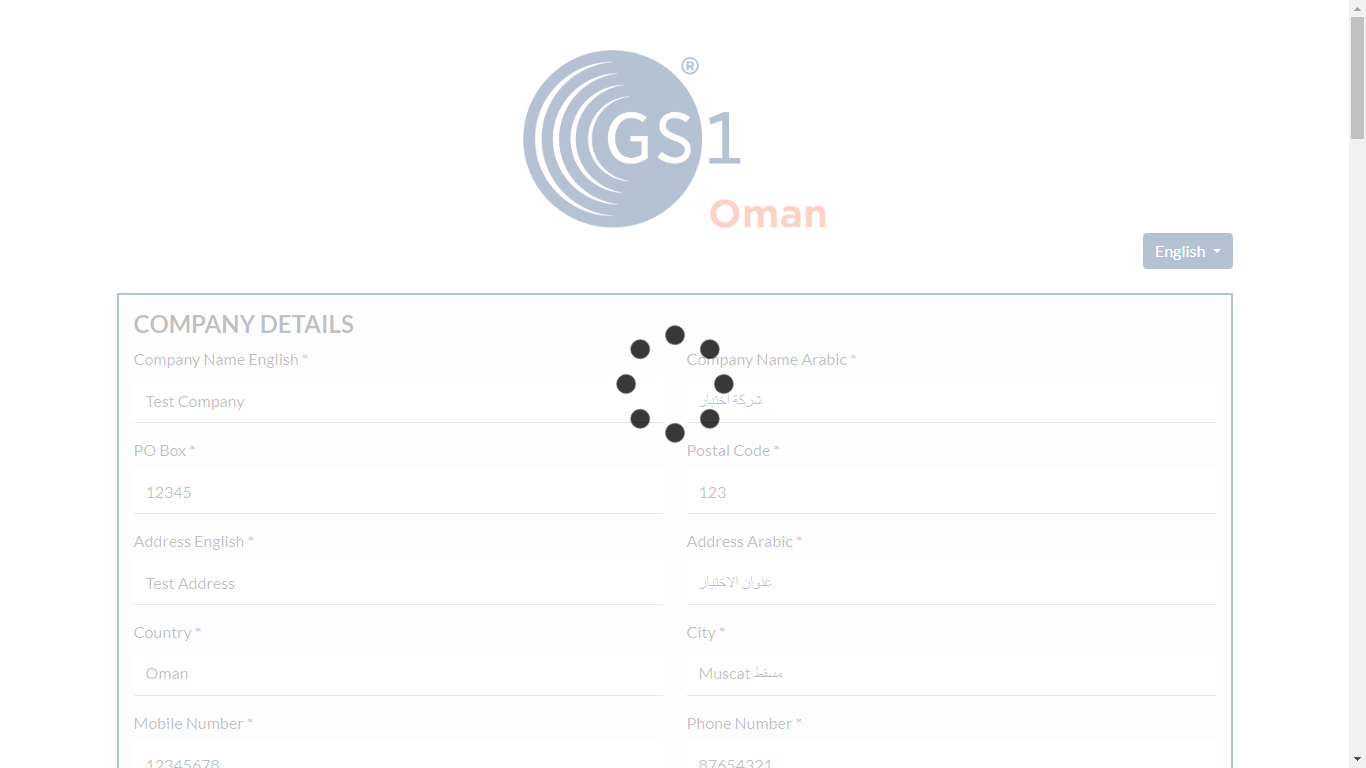 GS1®
Oman
English
COMPANY DETAILS
Company Name English *
Company Name Arabic *
Test Company
شركة اختبار
PO Box *
Postal Code *
12345
123
Address English *
Address Arabic *
Test Address
عنوان الاختبار
Country *
City *
Oman
Muscat مسقط
Mobile Number *
Phone Number *
12345678
87654321